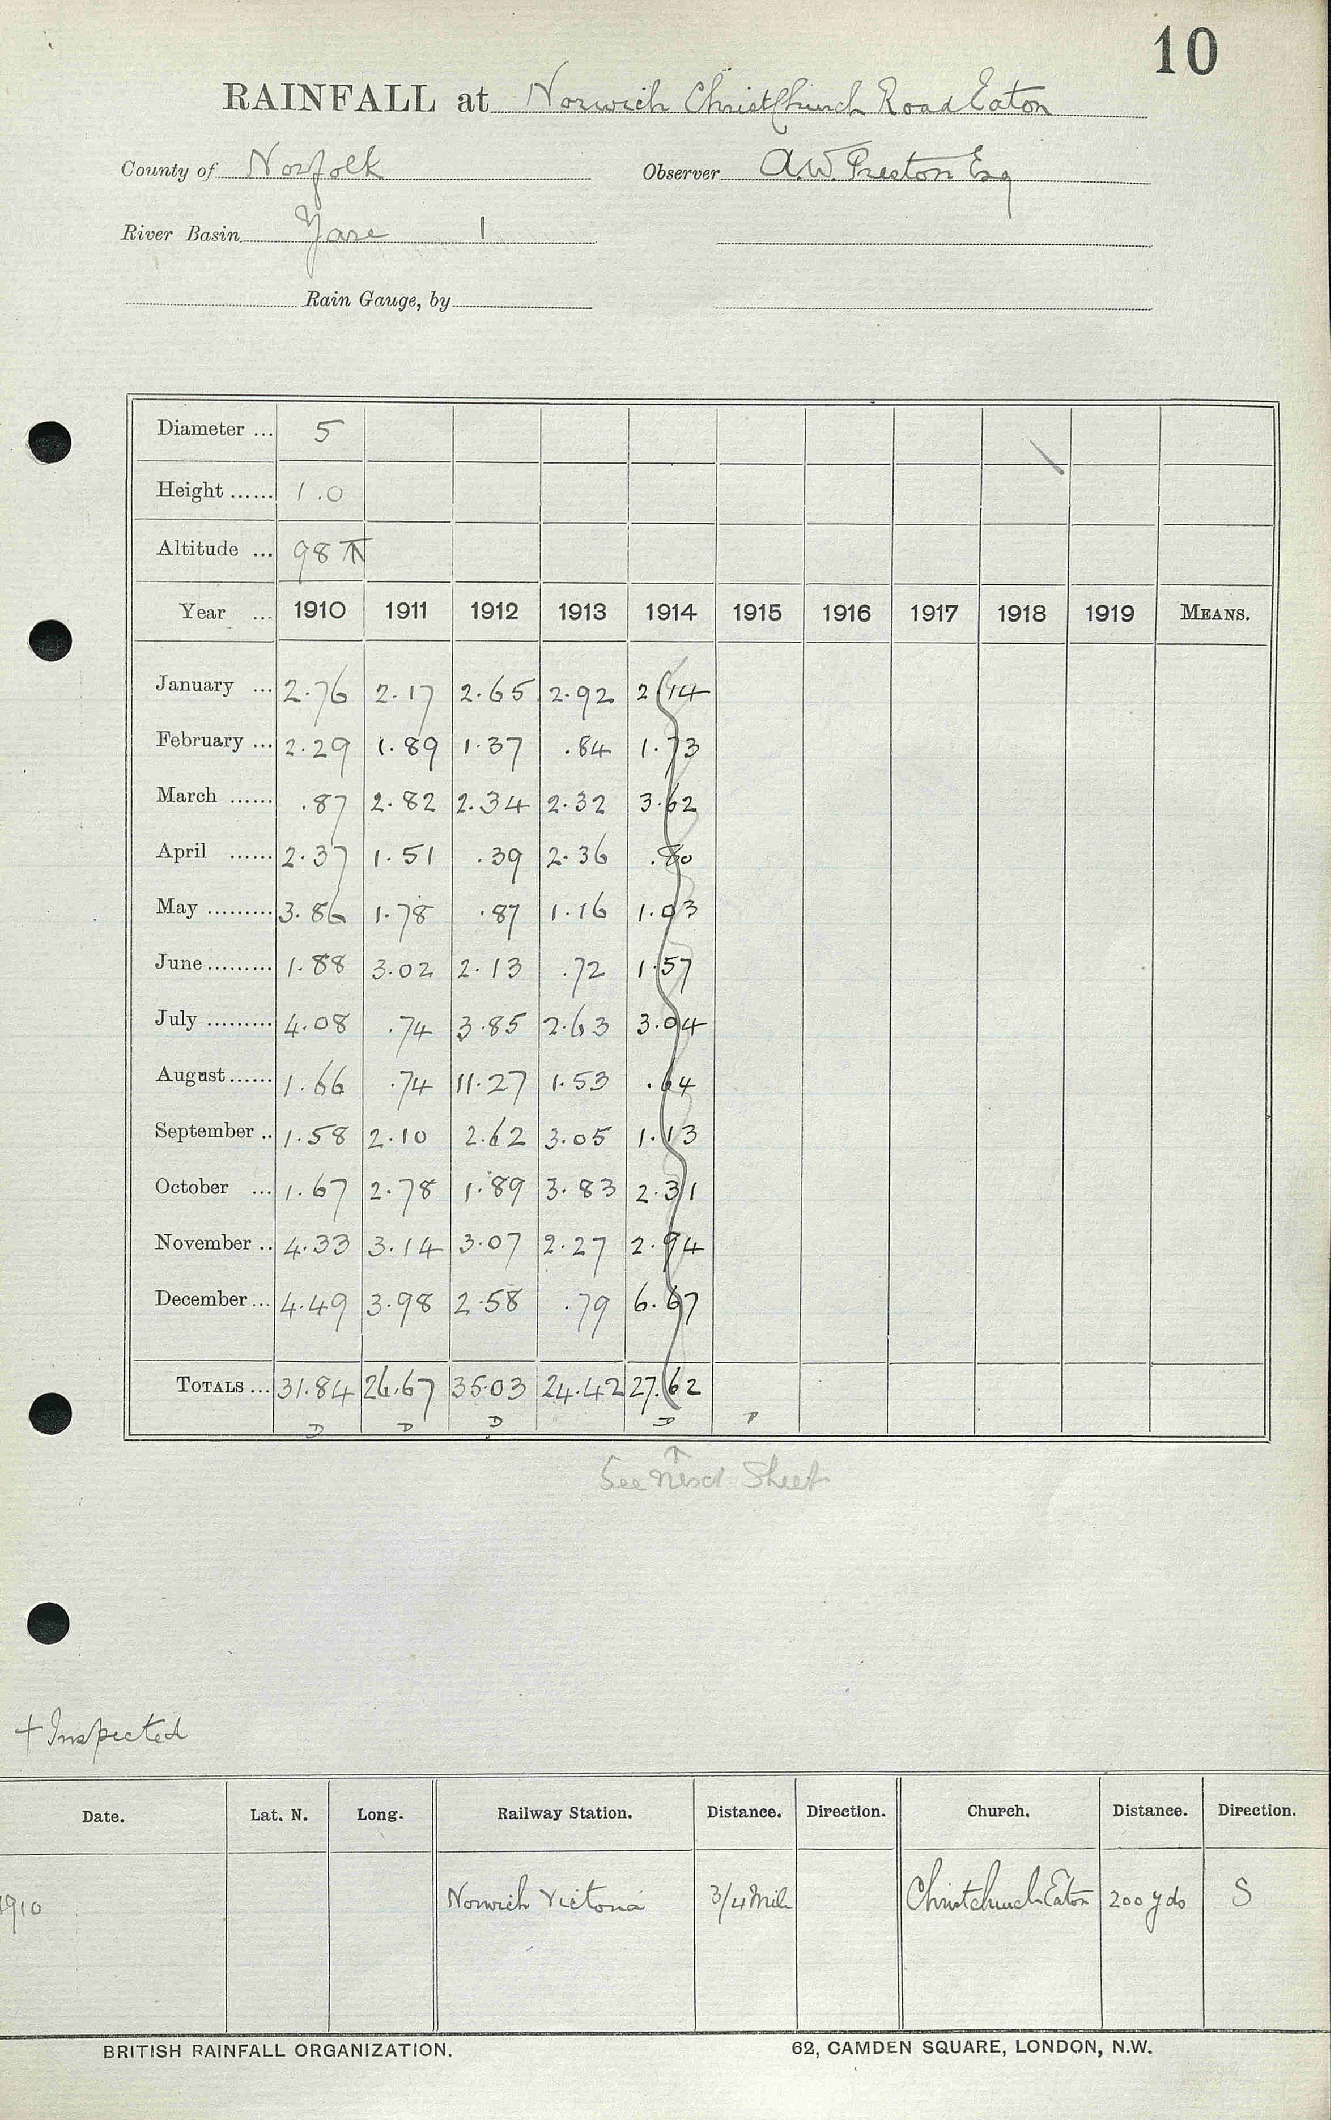 10
RAINFALL at Norwich ChristChurch Road Eaton
County of Norfolk Observer A.W. Preston Esq
River Basin Yare 1
Rain Gauge, by
Diameter ... 5
Height ...... 1.0
Altitude ... 98
Year ... 1910 1911 1912 1913 1914 1915 1916 1917 1918 1919 MEANS.
January ... 2.76 2.17 2.65 2.92 2.14
February ... 2.29 1.89 1.37 .84 1.73
March ...... .87 2.82 2.34 2.32 3.62
April ...... 2.37 1.51 .39 2.36 .80
May ......... 3.86 1.78 .87 1.16 1.03
June ......... 1.88 3.02 2.13 .72 1.57
July ......... 4.08 .74 3.85 2.63 3.04
August ...... 1.66 .74 11.27 1.53 .64
September .. 1.58 2.10 2.62 3.05 1.13
October ... 1.67 2.78 1.89 3.83 2.31
November .. 4.33 3.14 3.07 2.27 2.94
December ... 4.49 3.98 2.58 .79 6.67
TOTALS ... 31.84 26.67 35.03 24.42 27.62
D D D D
See next Sheet
+ Inspected
Date. Lat. N. Long. Railway Station. Distance. Direction. Church. Distance. Direction.
1910 Norwich Victoria 3/4 Mile Christchurch Eaton 200 yds S
BRITISH RAINFALL ORGANIZATION. 62, CAMDEN SQUARE, LONDON, N.W.